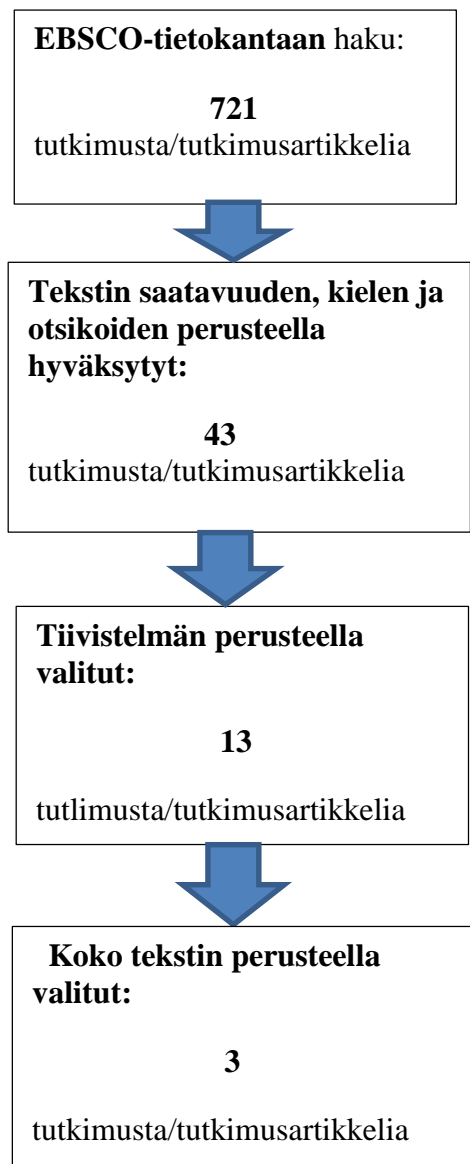 EBSCO-tietokantaan haku:
721
tutkimusta/tutkimusartikkelia
Tekstin saatavuuden, kielen ja
otsikoiden perusteella
hyväksytyt:
43
tutkimusta/tutkimusartikkelia
Tiivistelmän perusteella
valitut:
13
tutlimusta/tutkimusartikkelia
Koko tekstin perusteella
valitut:
3
tutkimusta/tutkimusartikkelia